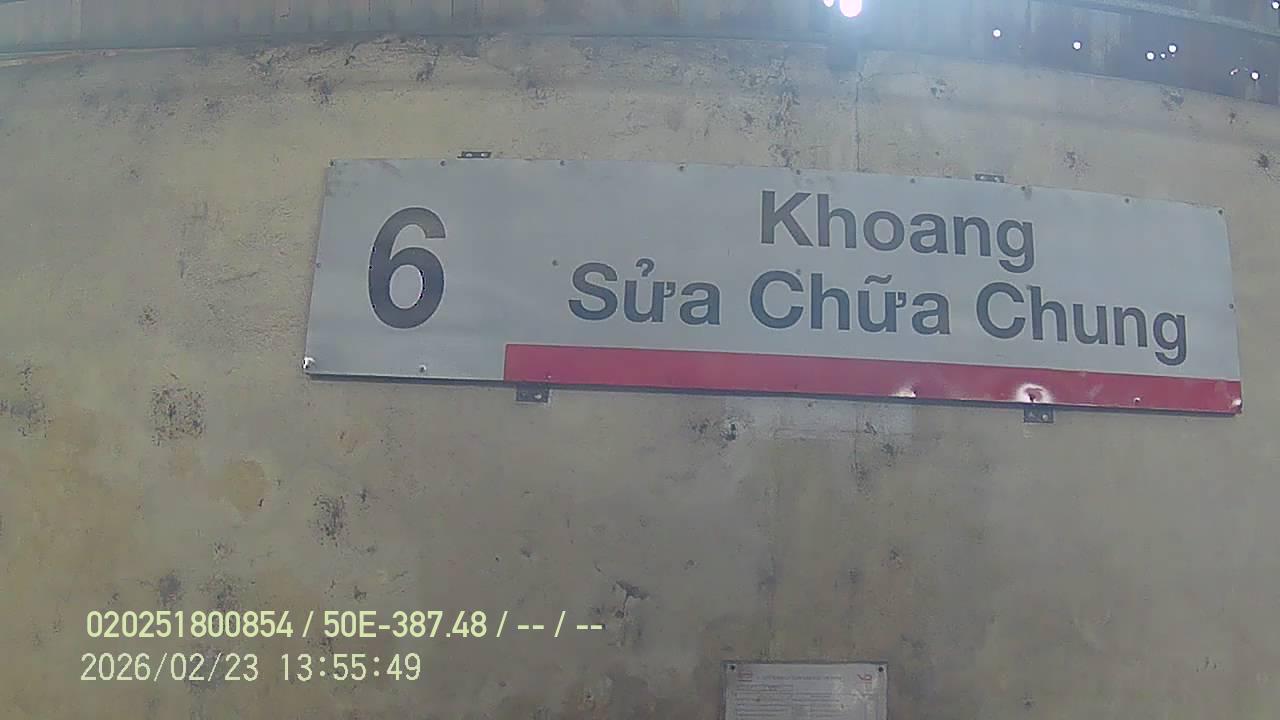 6
Khoang
Sửa Chữa Chung
020251800854 / 50E-387.48 / -- / --
2026/02/23 13:55:49